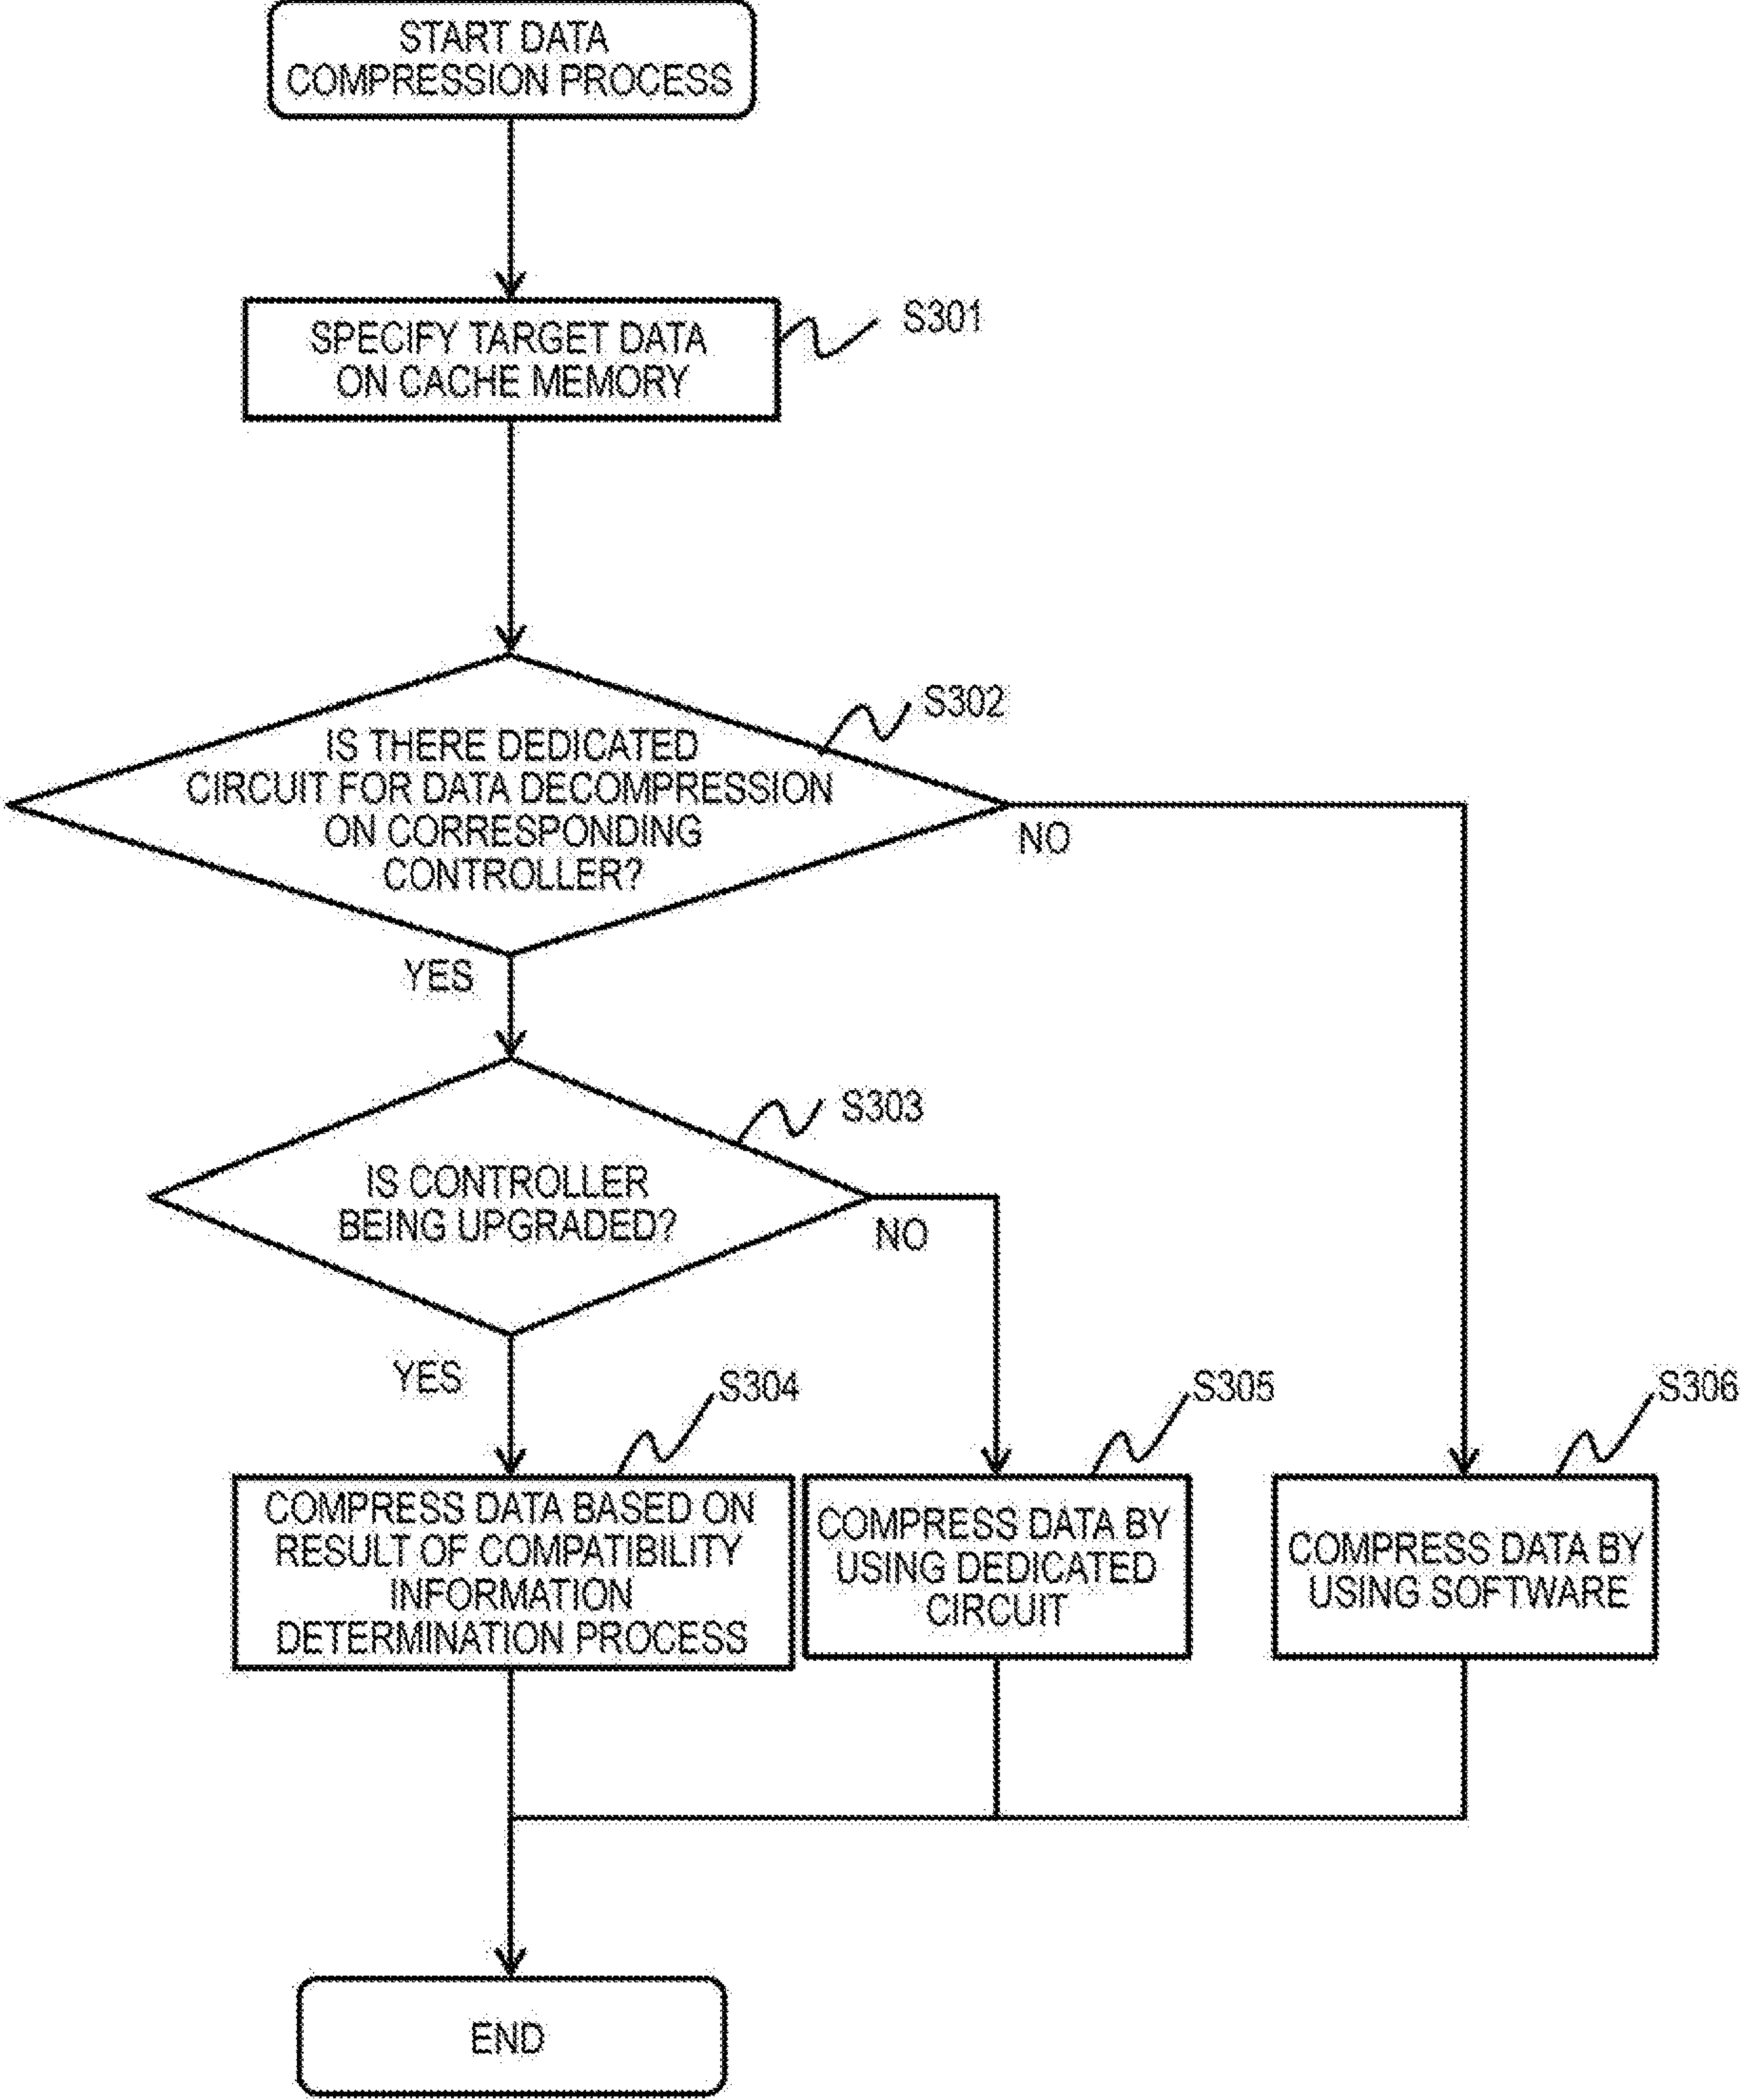 START DATA
COMPRESSION PROCESS
SPECIFY TARGET DATA
ON CACHE MEMORY
S301
IS THERE DEDICATED
CIRCUIT FOR DATA DECOMPRESSION
ON CORRESPONDING
CONTROLLER?
S302
NO
YES
IS CONTROLLER
BEING UPGRADED?
S303
NO
YES
S304
COMPRESS DATA BASED ON
RESULT OF COMPATIBILITY
INFORMATION
DETERMINATION PROCESS
S305
COMPRESS DATA BY
USING DEDICATED
CIRCUIT
S306
COMPRESS DATA BY
USING SOFTWARE
END